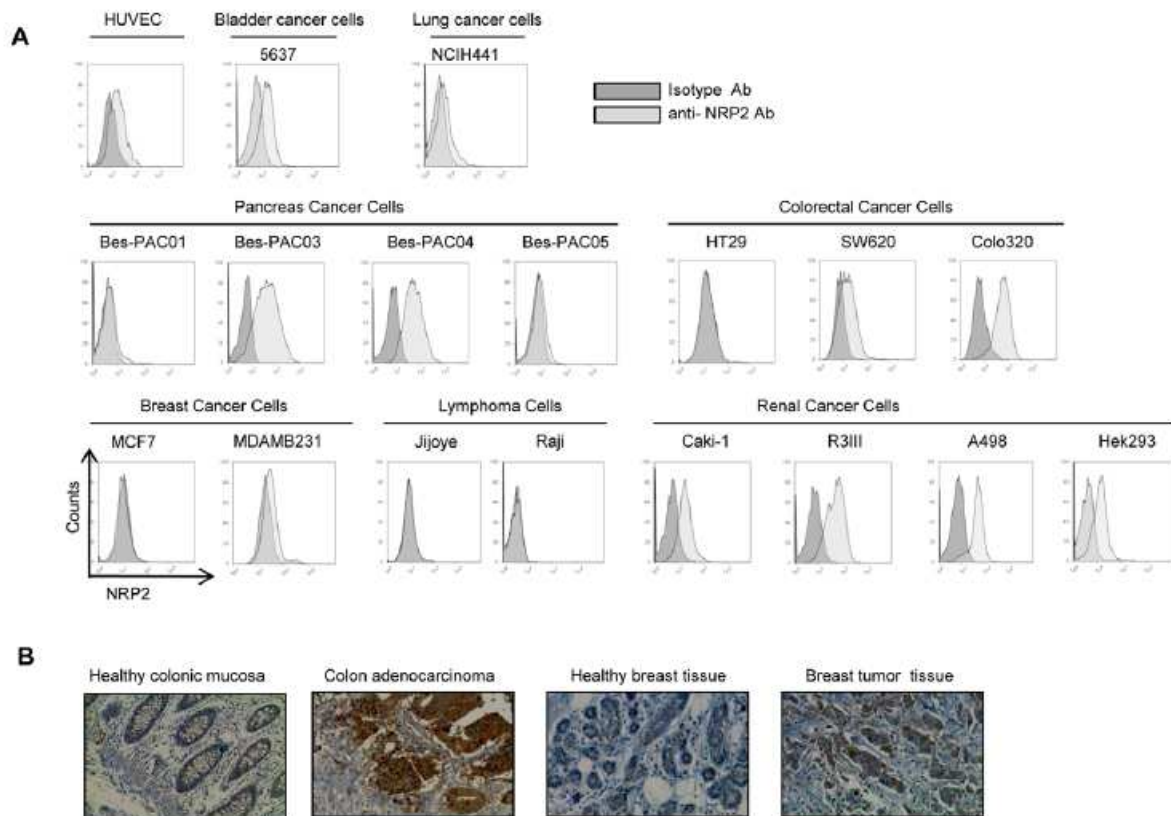 A
HUVEC
Bladder cancer cells
Lung cancer cells
5637
NCIH441
Isotype Ab
anti- NRP2 Ab
Pancreas Cancer Cells
Colorectal Cancer Cells
Bes-PAC01
Bes-PAC03
Bes-PAC04
Bes-PAC05
HT29
SW620
Colo320
Breast Cancer Cells
Lymphoma Cells
Renal Cancer Cells
MCF7
MDAMB231
Jijoye
Raji
Caki-1
R3III
A498
Hek293
Counts
NRP2
B
Healthy colonic mucosa
Colon adenocarcinoma
Healthy breast tissue
Breast tumor tissue